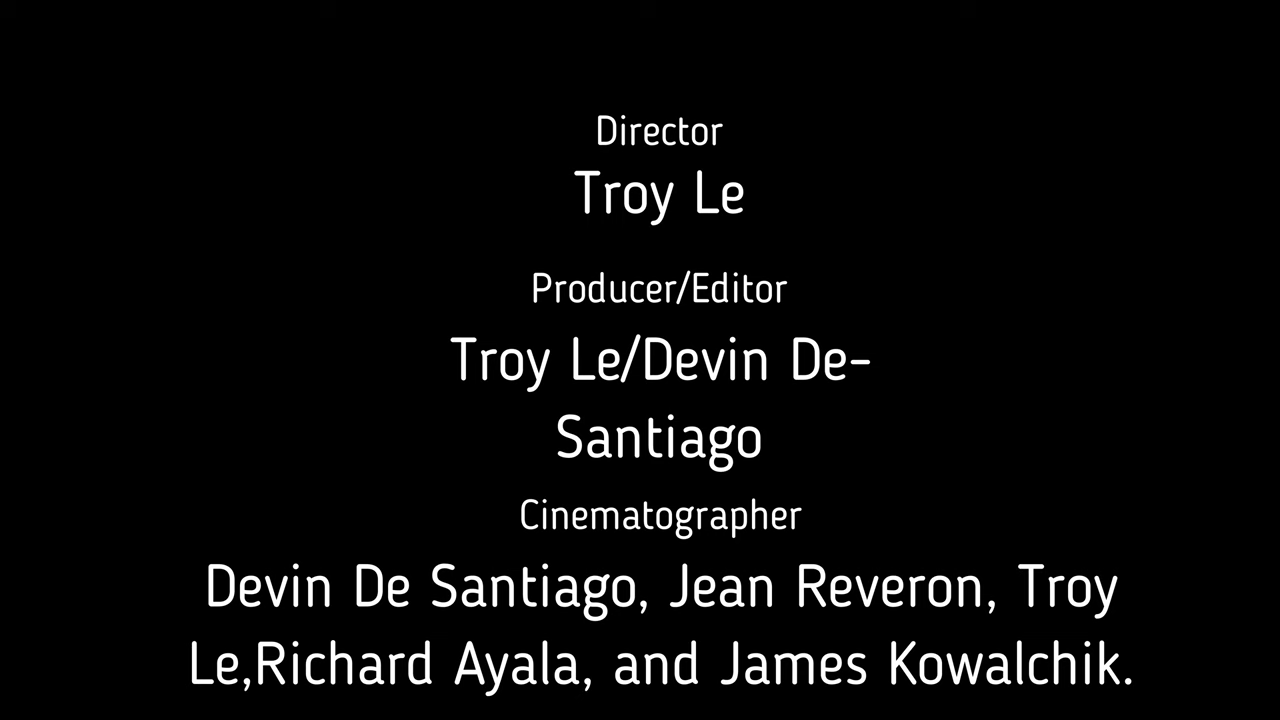 Director
Troy Le
Producer/Editor
Troy Le/Devin De-
Santiago
Cinematographer
Devin De Santiago, Jean Reveron, Troy
Le,Richard Ayala, and James Kowalchik.